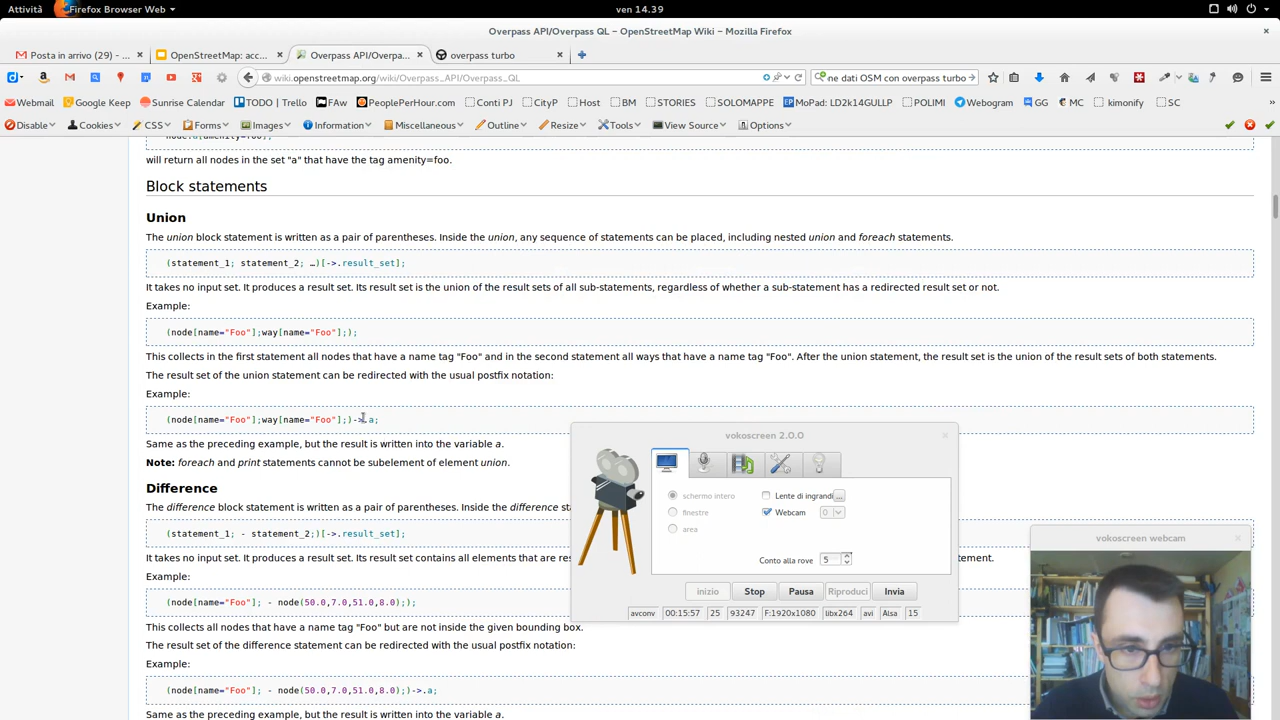 Attività Firefox Browser Web ven 14.39
Overpass API/Overpass QL – OpenStreetMap Wiki – Mozilla Firefox
Posta in arrivo (29) - ... OpenStreetMap: acc... Overpass API/Overpa... overpass turbo
wiki.openstreetmap.org/wiki/Overpass_API/Overpass_QL ne dati OSM con overpass turbo
Webmail Google Keep Sunrise Calendar TODO | Trello FAw PeoplePerHour.com Conti PJ CityP Host BM STORIES SOLOMAPPE MoPad: LD2k14GULLP POLIMI Webogram GG MC kimonify SC
Disable Cookies CSS Forms Images Information Miscellaneous Outline Resize Tools View Source Options
will return all nodes in the set "a" that have the tag amenity=foo.
Block statements
Union
The union block statement is written as a pair of parentheses. Inside the union, any sequence of statements can be placed, including nested union and foreach statements.
(statement_1; statement_2; …)[->.result_set];
It takes no input set. It produces a result set. Its result set is the union of the result sets of all sub-statements, regardless of whether a sub-statement has a redirected result set or not.
Example:
(node[name="Foo"];way[name="Foo"];);
This collects in the first statement all nodes that have a name tag "Foo" and in the second statement all ways that have a name tag "Foo". After the union statement, the result set is the union of the result sets of both statements.
The result set of the union statement can be redirected with the usual postfix notation:
Example:
(node[name="Foo"];way[name="Foo"];)->.a;
Same as the preceding example, but the result is written into the variable a.
Note: foreach and print statements cannot be subelement of element union.
Difference
The difference block statement is written as a pair of parentheses. Inside the difference st
(statement_1; - statement_2;)[->.result_set];
It takes no input set. It produces a result set. Its result set contains all elements that are res tement.
Example:
(node[name="Foo"]; - node(50.0,7.0,51.0,8.0););
This collects all nodes that have a name tag "Foo" but are not inside the given bounding box.
The result set of the difference statement can be redirected with the usual postfix notation:
Example:
(node[name="Foo"]; - node(50.0,7.0,51.0,8.0);)->.a;
Same as the preceding example, but the result is written into the variable a.
vokoscreen 2.0.0
schermo intero Lente di ingrandi ...
finestre Webcam 0
area
Conto alla rove 5
inizio Stop Pausa Riproduci Invia
avconv 00:15:57 25 93247 F:1920x1080 libx264 avi Alsa 15
vokoscreen webcam